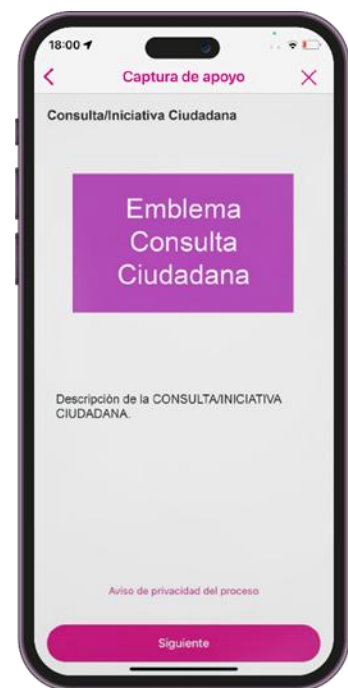 18:00
Captura de apoyo
Consulta/Iniciativa Ciudadana
Emblema
Consulta
Ciudadana
Descripción de la CONSULTA/INICIATIVA
CIUDADANA.
Aviso de privacidad del proceso
Siguiente